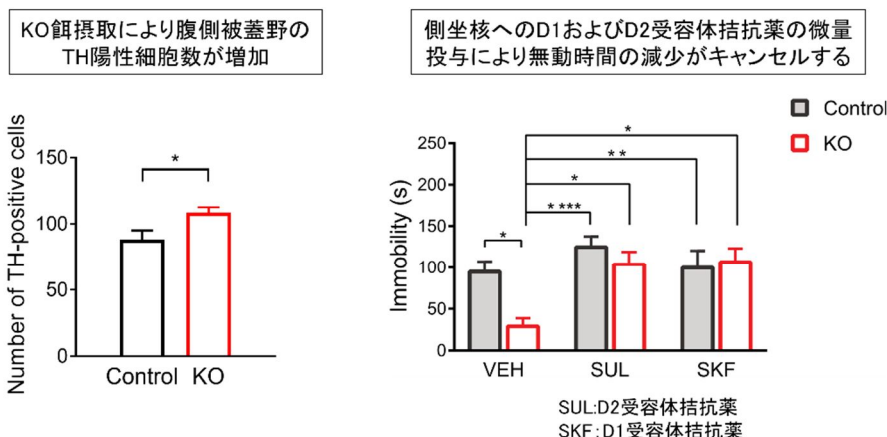 KO餌摂取により腹側被蓋野の
TH陽性細胞数が増加
側坐核へのD1およびD2受容体拮抗薬の微量
投与により無動時間の減少がキャンセルする
Number of TH-positive cells
150
100
50
0
*
Control KO
Control
KO
Immobility (s)
250
200
150
100
50
0
*
* *
*
* ***
*
VEH SUL SKF
SUL:D2受容体拮抗薬
SKF:D1受容体拮抗薬